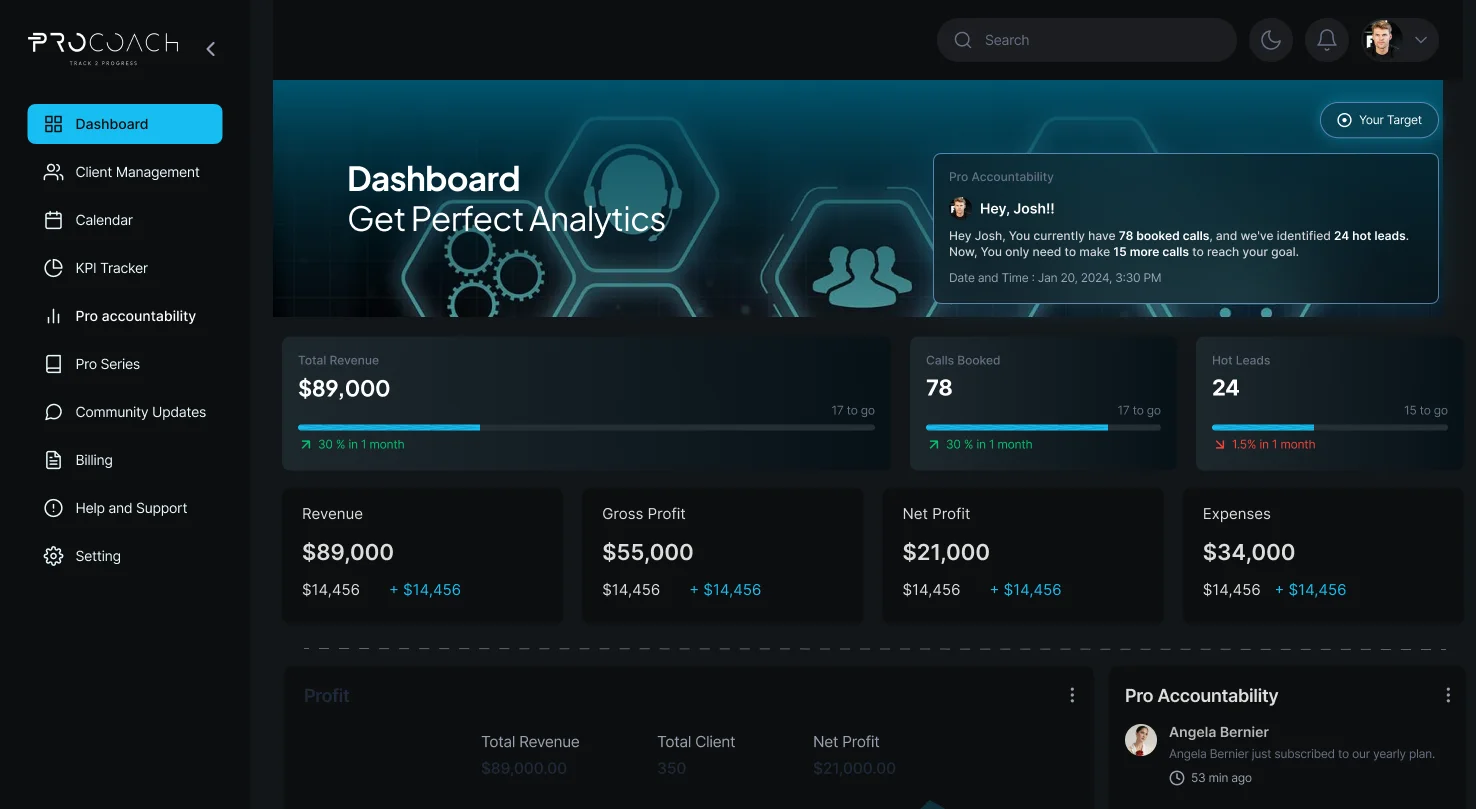 PROCOACH
TRACK 2 PROGRESS
Search
Dashboard
Client Management
Calendar
KPI Tracker
Pro accountability
Pro Series
Community Updates
Billing
Help and Support
Setting
Your Target
Dashboard
Get Perfect Analytics
Pro Accountability
Hey, Josh!!
Hey Josh, You currently have 78 booked calls, and we've identified 24 hot leads.
Now, You only need to make 15 more calls to reach your goal.
Date and Time : Jan 20, 2024, 3:30 PM
Total Revenue
$89,000
17 to go
30 % in 1 month
Calls Booked
78
17 to go
30 % in 1 month
Hot Leads
24
15 to go
1.5% in 1 month
Revenue
$89,000
$14,456 + $14,456
Gross Profit
$55,000
$14,456 + $14,456
Net Profit
$21,000
$14,456 + $14,456
Expenses
$34,000
$14,456 + $14,456
Profit
Total Revenue Total Client Net Profit
$89,000.00 350 $21,000.00
Pro Accountability
Angela Bernier
Angela Bernier just subscribed to our yearly plan.
53 min ago